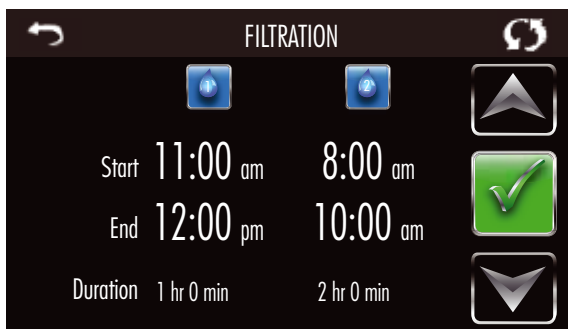 FILTRATION
1 2
Start 11:00 am 8:00 am
End 12:00 pm 10:00 am
Duration 1 hr 0 min 2 hr 0 min